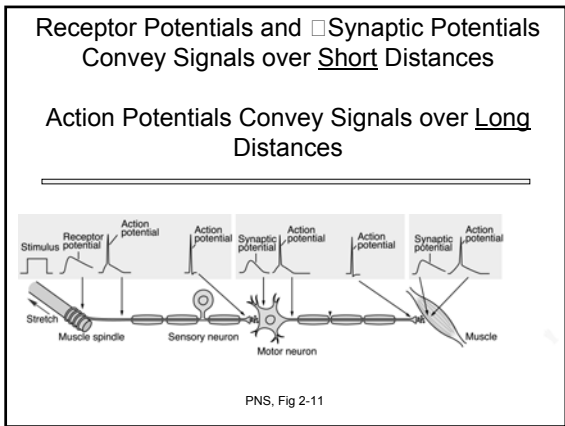 Receptor Potentials and □Synaptic Potentials
Convey Signals over Short Distances
Action Potentials Convey Signals over Long
Distances
Stimulus
Receptor
potential
Action
potential
Action
potential
Synaptic
potential
Action
potential
Action
potential
Synaptic
potential
Action
potential
Stretch
Muscle spindle
Sensory neuron
Motor neuron
Muscle
PNS, Fig 2-11